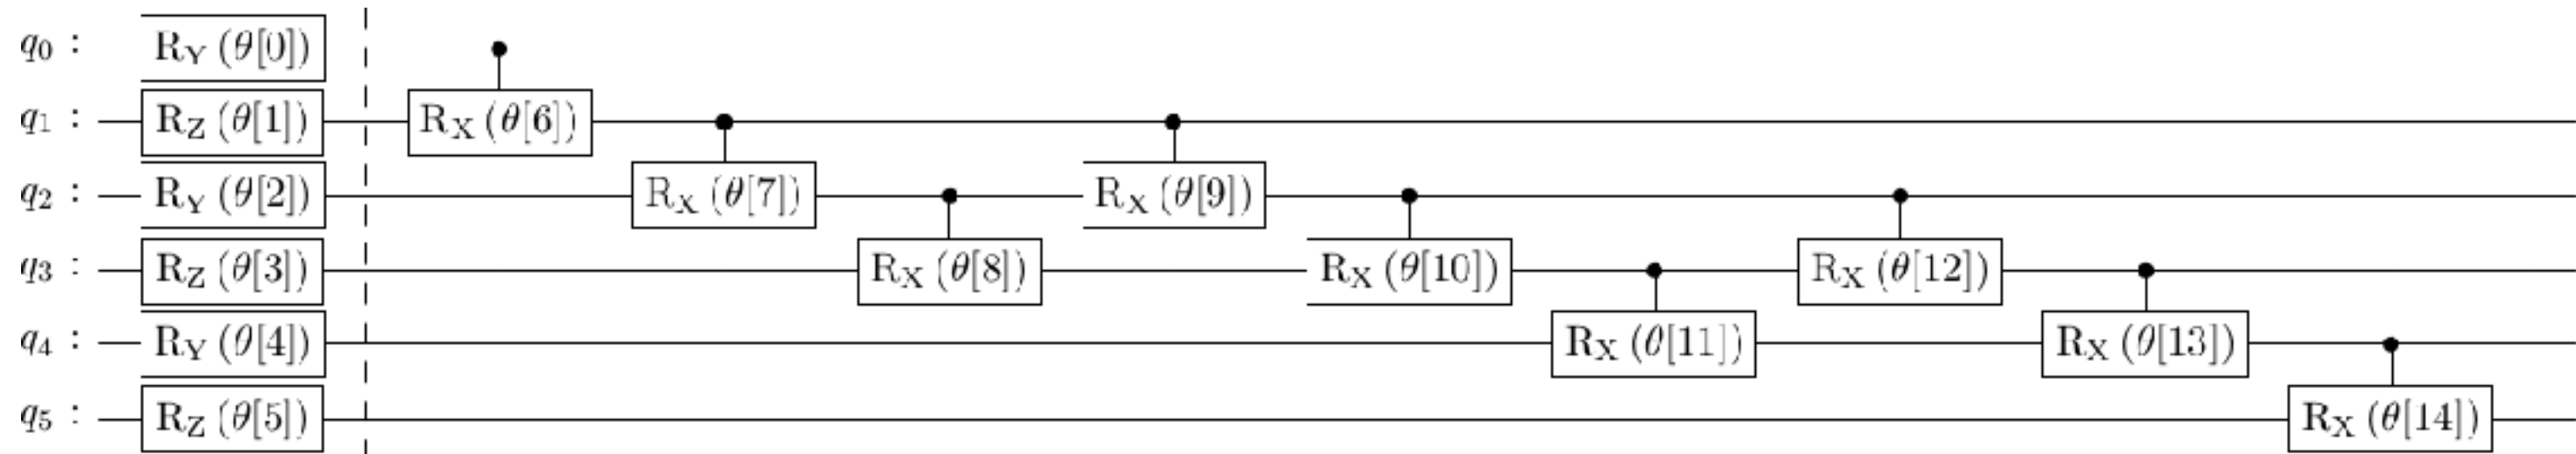 q0 : RY (θ[0])
q1 : RZ (θ[1]) RX (θ[6])
q2 : RY (θ[2]) RX (θ[7]) RX (θ[9])
q3 : RZ (θ[3]) RX (θ[8]) RX (θ[10]) RX (θ[12])
q4 : RY (θ[4]) RX (θ[11]) RX (θ[13])
q5 : RZ (θ[5]) RX (θ[14])